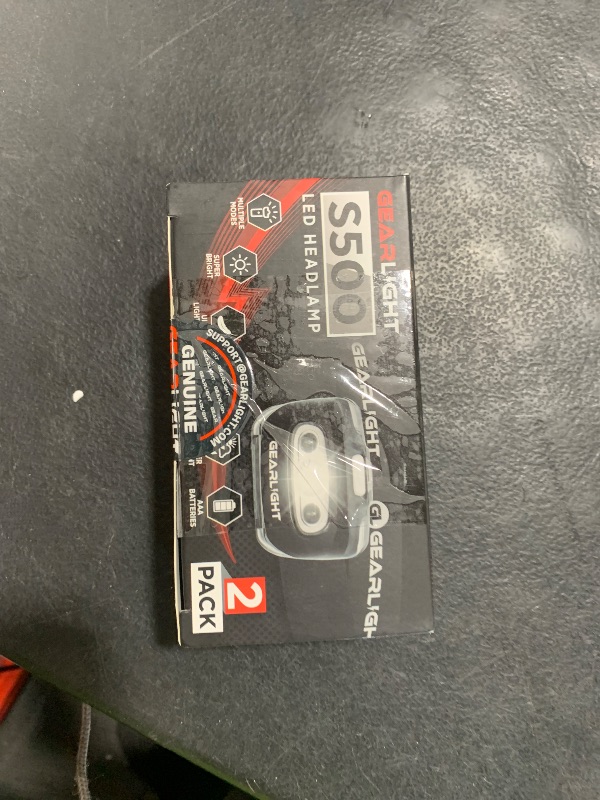 GEARLIGHT
S500
LED HEADLAMP
MULTIPLE
MODES
SUPER
BRIGHT
GEARLIGHT
GEARLIGHT
GEARLIGHT
SUPPORT@GEARLIGHT.COM
GENUINE
AAA
BATTERIES
2
PACK